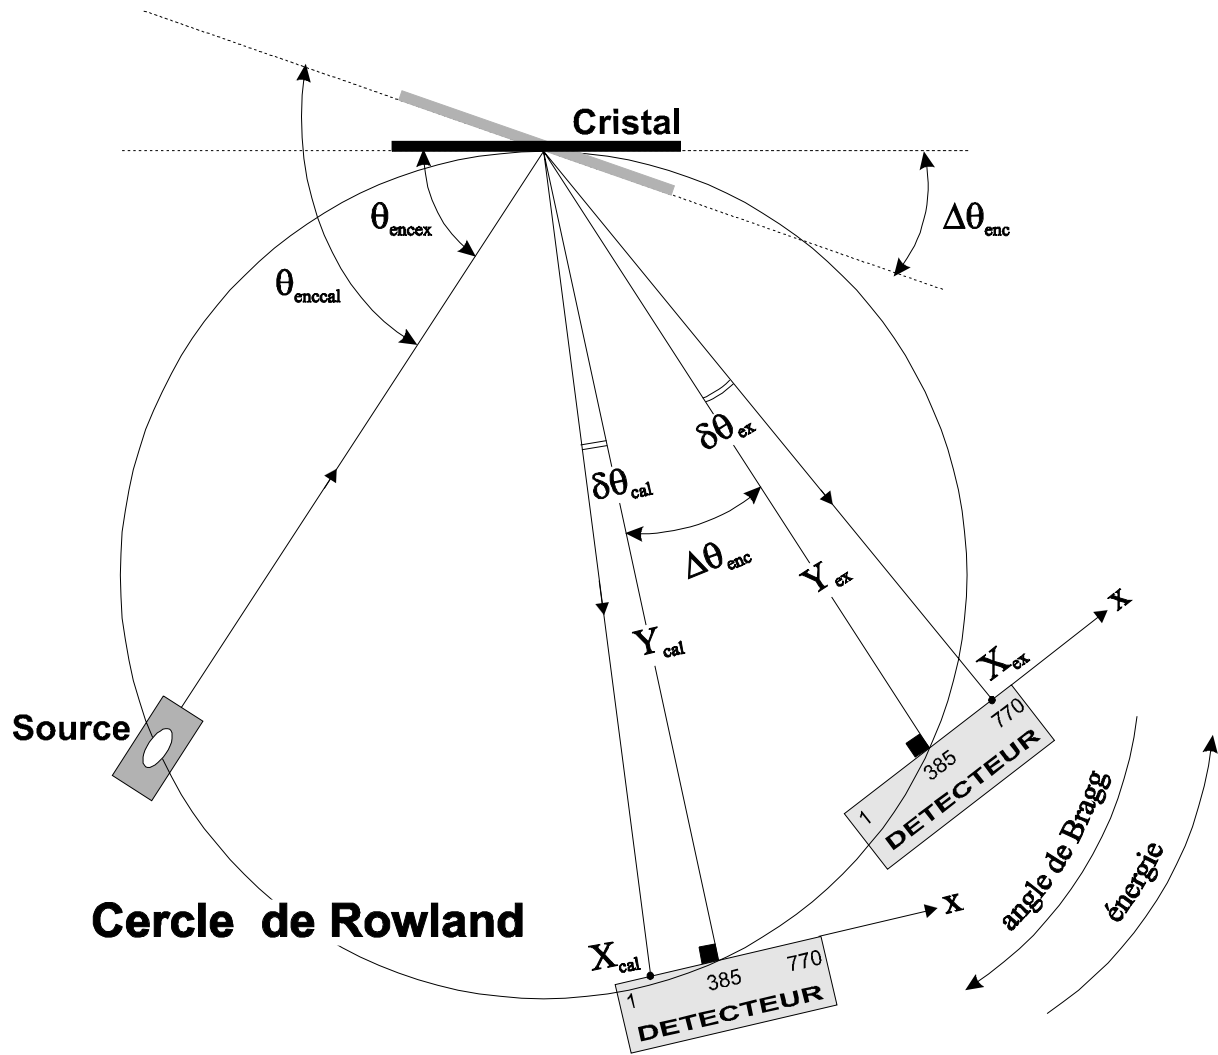 Cristal
θencex
Δθenc
θenccal
δθex
δθcal
Δθenc
Yex
x
Ycal
Xex
770
Source
385
DETECTEUR
1
angle de Bragg
énergie
x
Cercle de Rowland
Xcal
770
385
1
DETECTEUR